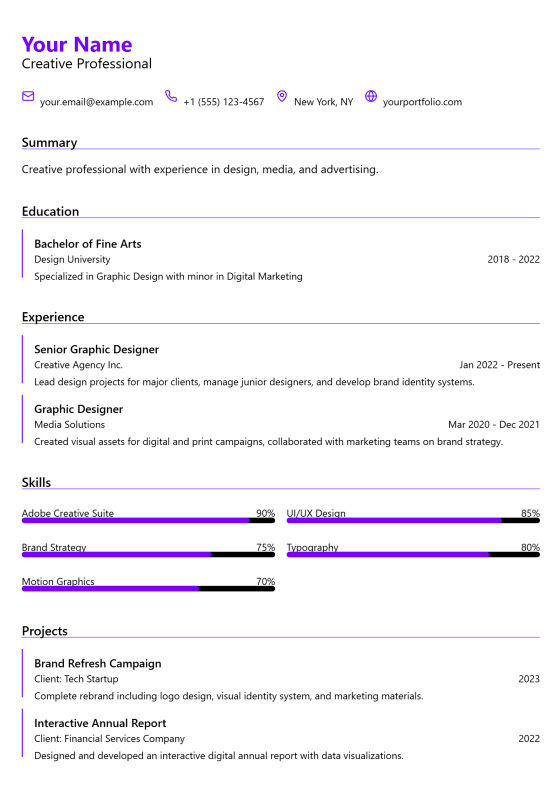 Your Name
Creative Professional
your.email@example.com +1 (555) 123-4567 New York, NY yourportfolio.com
Summary
Creative professional with experience in design, media, and advertising.
Education
Bachelor of Fine Arts
Design University 2018 - 2022
Specialized in Graphic Design with minor in Digital Marketing
Experience
Senior Graphic Designer
Creative Agency Inc. Jan 2022 - Present
Lead design projects for major clients, manage junior designers, and develop brand identity systems.
Graphic Designer
Media Solutions Mar 2020 - Dec 2021
Created visual assets for digital and print campaigns, collaborated with marketing teams on brand strategy.
Skills
Adobe Creative Suite 90% UI/UX Design 85%
Brand Strategy 75% Typography 80%
Motion Graphics 70%
Projects
Brand Refresh Campaign
Client: Tech Startup 2023
Complete rebrand including logo design, visual identity system, and marketing materials.
Interactive Annual Report
Client: Financial Services Company 2022
Designed and developed an interactive digital annual report with data visualizations.